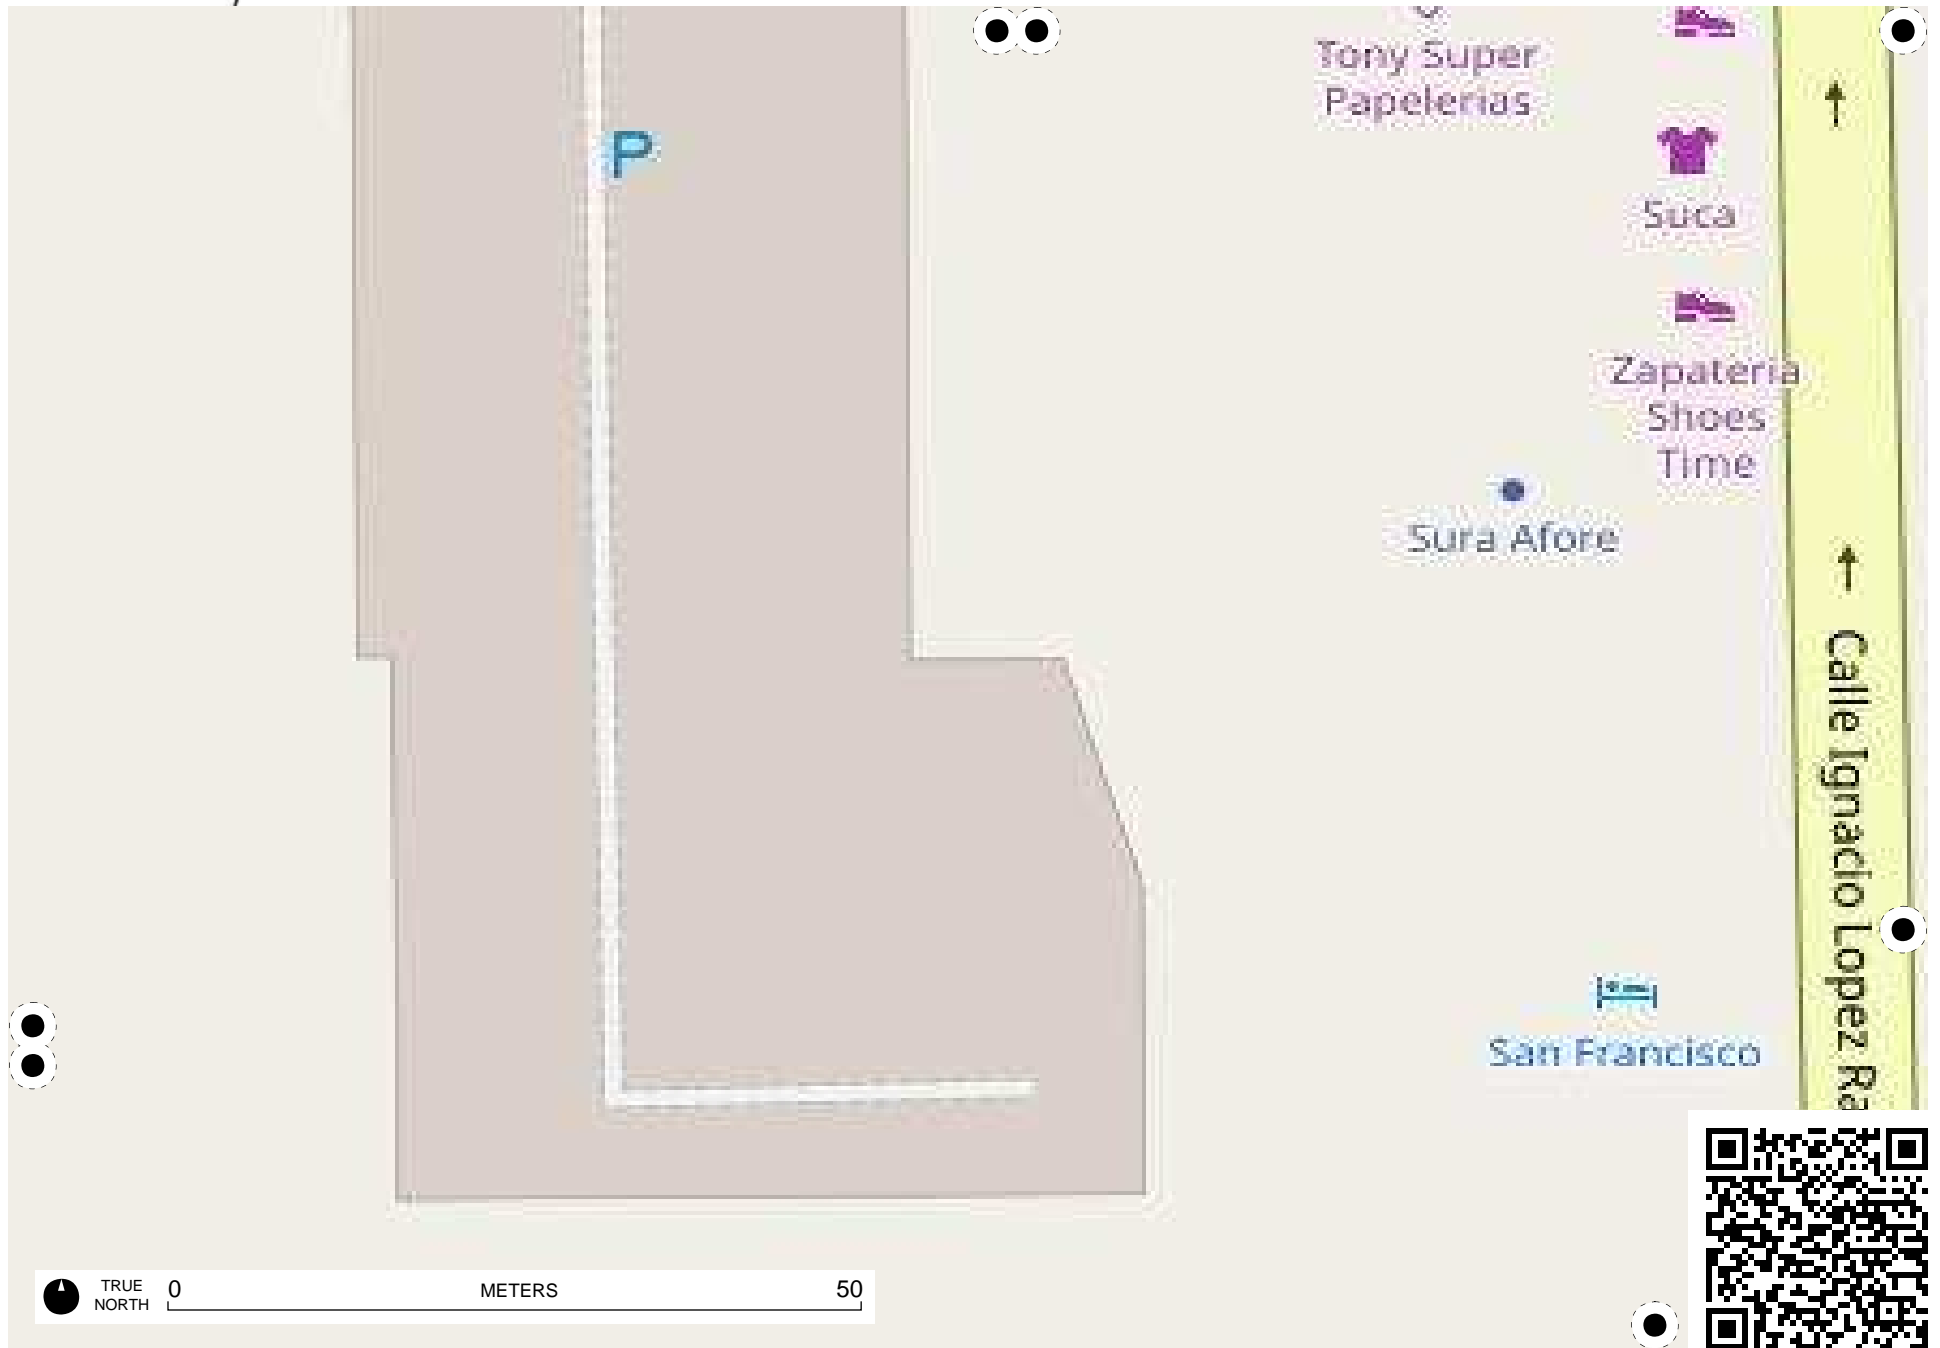 Tony Super
Papelerias
P
Suca
Zapateria
Shoes
Time
Sura Afore
Calle Ignacio Lopez Ra
San Francisco
TRUE
NORTH
0 METERS 50